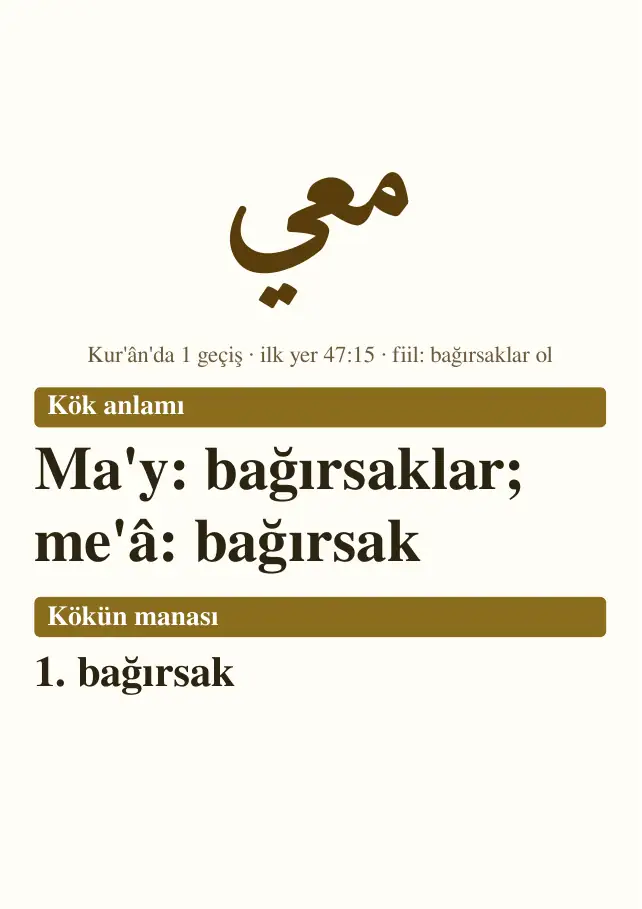 معي
Kur'ân'da 1 geçiş · ilk yer 47:15 · fiil: bağırsaklar ol
Kök anlamı
Ma'y: bağırsaklar;
me'â: bağırsak
Kökün manası
1. bağırsak